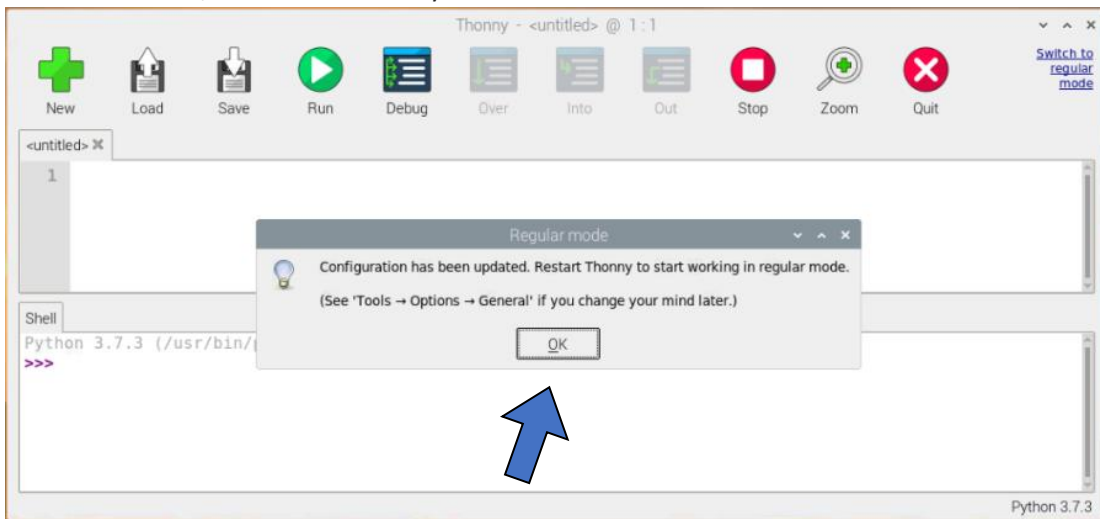 Thonny - <untitled> @ 1:1
New Load Save Run Debug Over Into Out Stop Zoom Quit
Switch to
regular
mode
<untitled>
1
Regular mode
Configuration has been updated. Restart Thonny to start working in regular mode.
(See 'Tools → Options → General' if you change your mind later.)
OK
Shell
Python 3.7.3 (/usr/bin/
>>>
Python 3.7.3